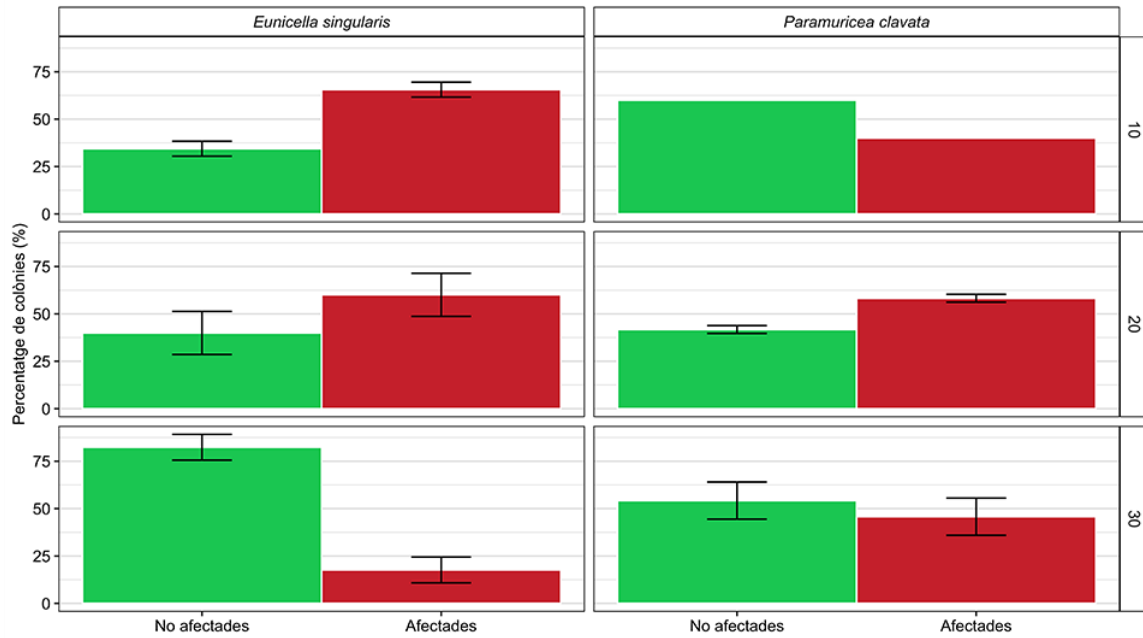 Eunicella singularis
Paramuricea clavata
Percentatge de colònies (%)
75
50
25
0
10
75
50
25
0
20
75
50
25
0
30
No afectades
Afectades
No afectades
Afectades